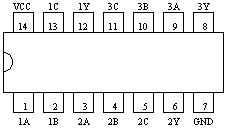 VCC 1C 1Y 3C 3B 3A 3Y
14 13 12 11 10 9 8
1 2 3 4 5 6 7
1A 1B 2A 2B 2C 2Y GND